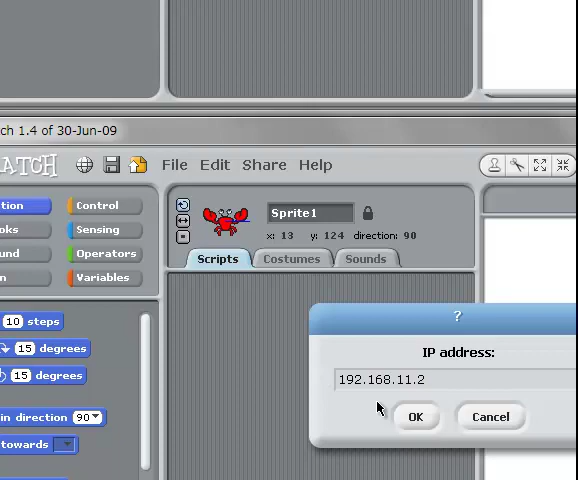 ch 1.4 of 30-Jun-09
ATCH File Edit Share Help
tion Control
oks Sensing
und Operators
n Variables
Sprite1
x: 13 y: 124 direction: 90
Scripts Costumes Sounds
10 steps
15 degrees
15 degrees
in direction 90
towards
?
IP address:
192.168.11.2
OK Cancel